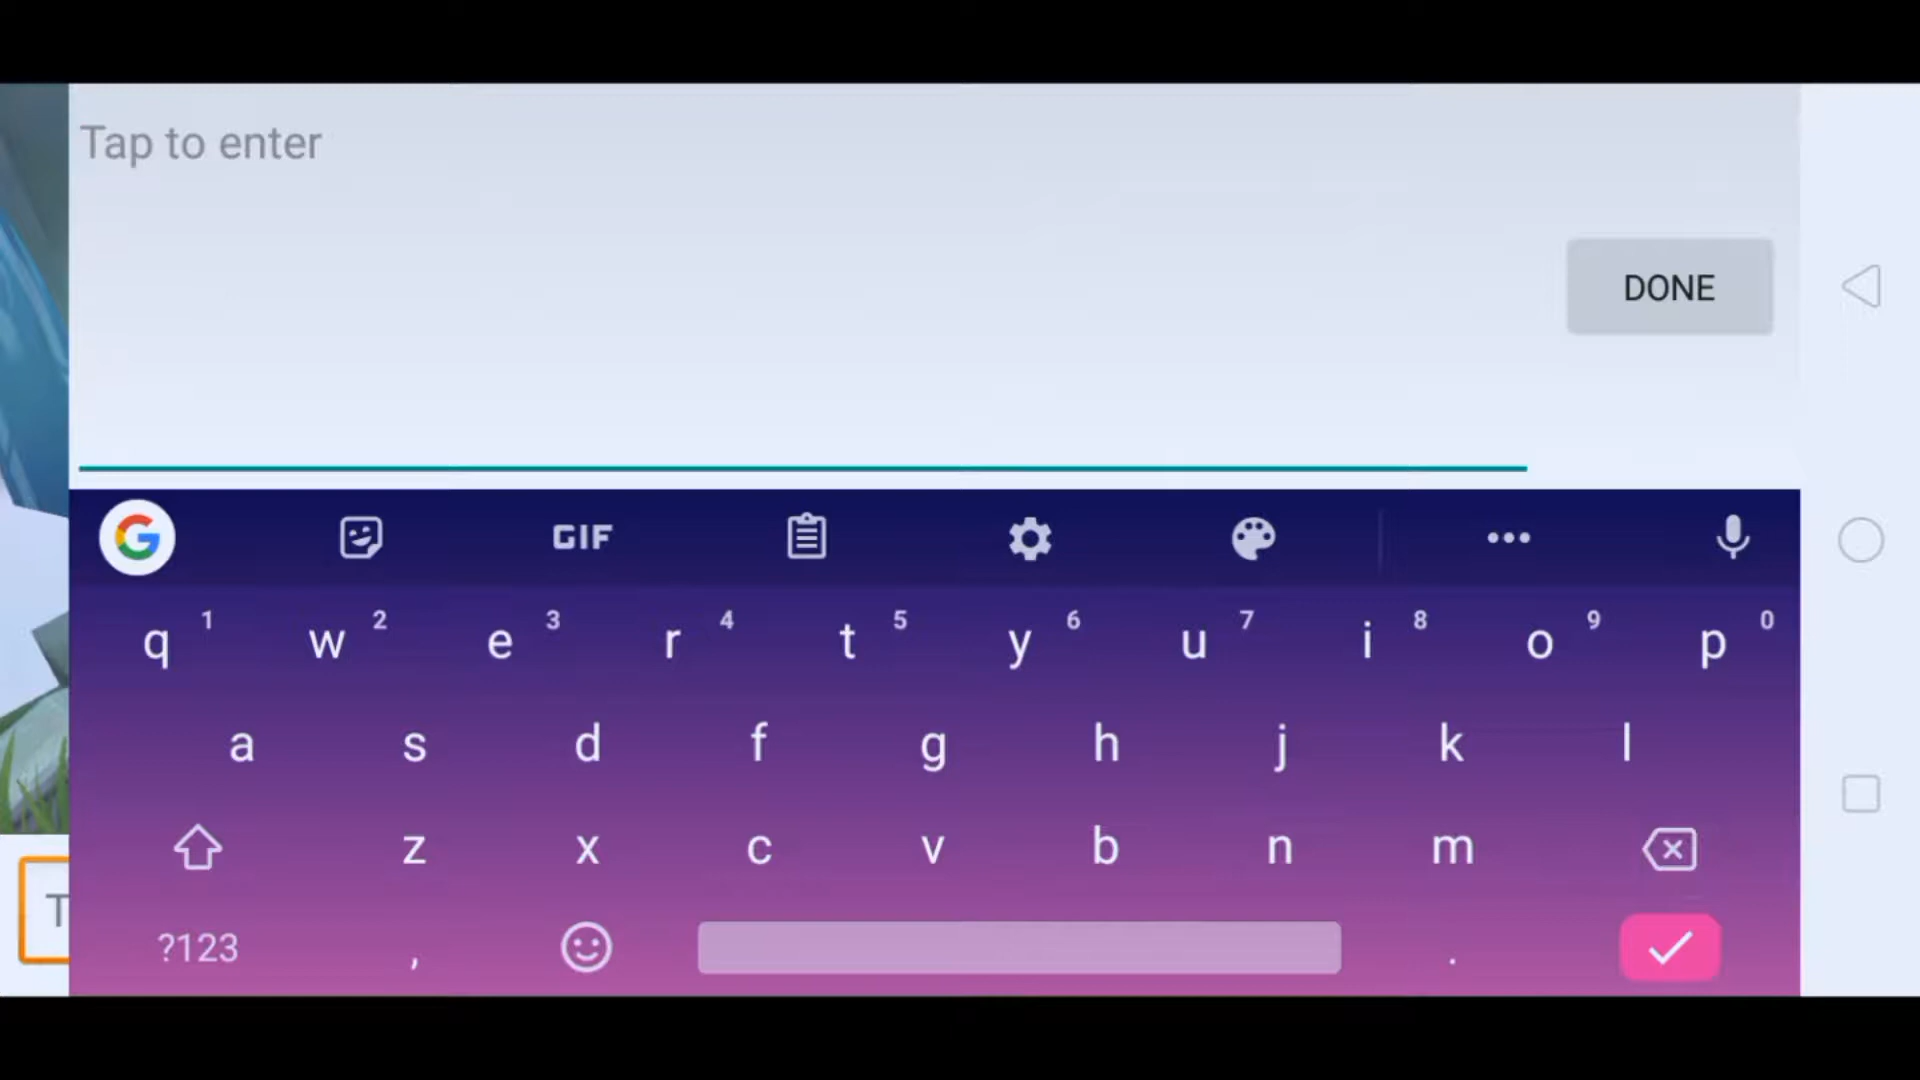 Tap to enter
DONE
G GIF
q 1 w 2 e 3 r 4 t 5 y 6 u 7 i 8 o 9 p 0
a s d f g h j k l
z x c v b n m
T
?123 , .